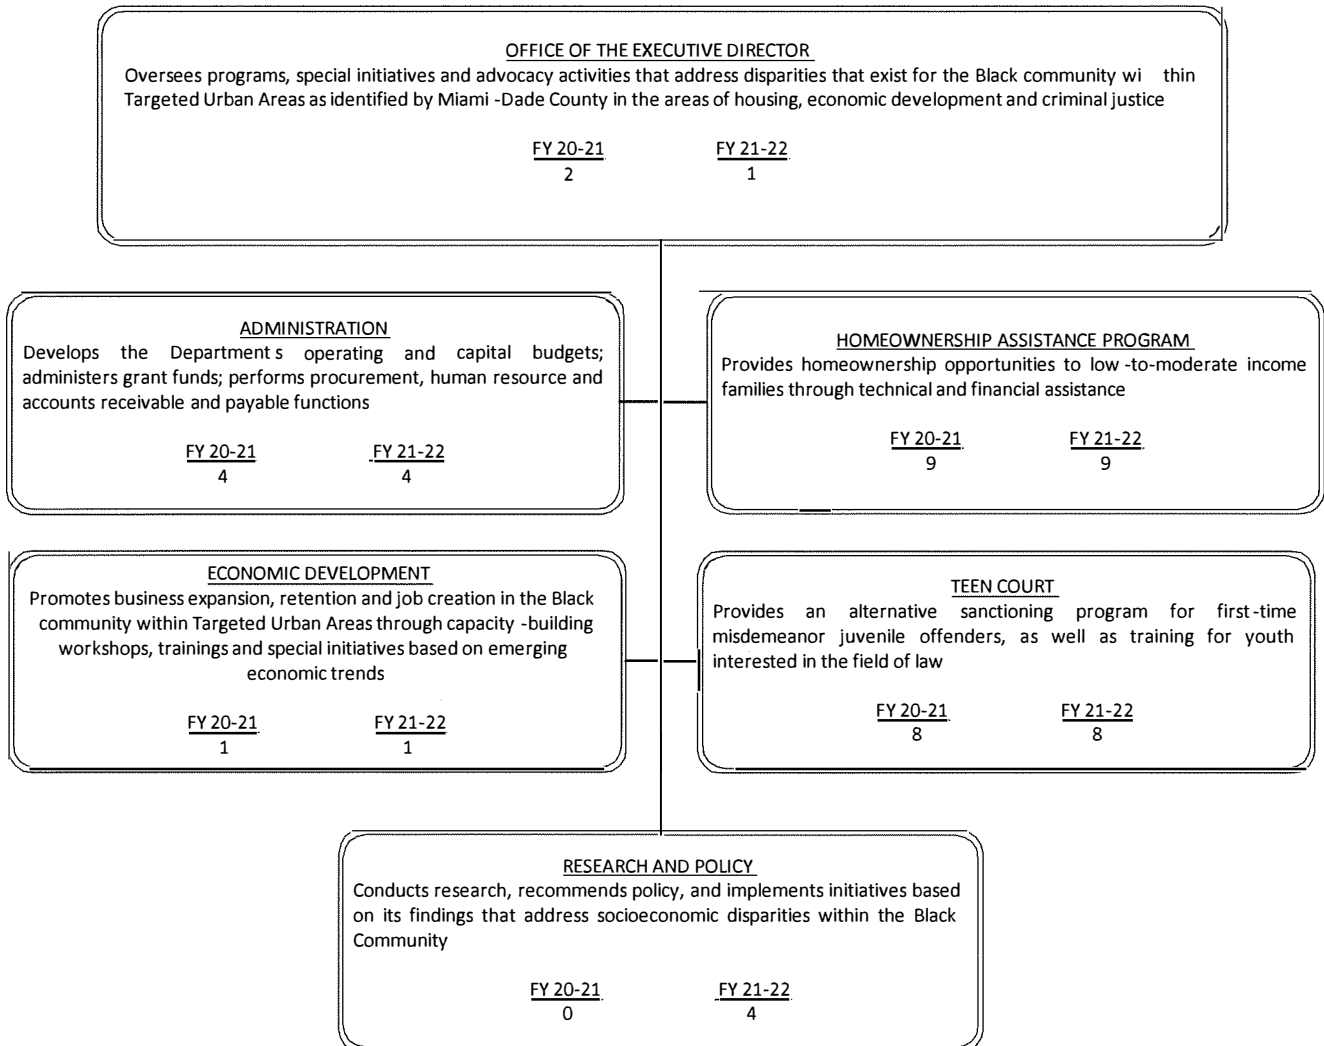 OFFICE OF THE EXECUTIVE DIRECTOR
Oversees programs, special initiatives and advocacy activities that address disparities that exist for the Black community wi thin
Targeted Urban Areas as identified by Miami -Dade County in the areas of housing, economic development and criminal justice
FY 20-21 FY 21-22
2 1
ADMINISTRATION
Develops the Department s operating and capital budgets;
administers grant funds; performs procurement, human resource and
accounts receivable and payable functions
FY 20-21 FY 21-22
4 4
HOMEOWNERSHIP ASSISTANCE PROGRAM
Provides homeownership opportunities to low -to-moderate income
families through technical and financial assistance
FY 20-21 FY 21-22
9 9
ECONOMIC DEVELOPMENT
Promotes business expansion, retention and job creation in the Black
community within Targeted Urban Areas through capacity -building
workshops, trainings and special initiatives based on emerging
economic trends
FY 20-21 FY 21-22
1 1
TEEN COURT
Provides an alternative sanctioning program for first-time
misdemeanor juvenile offenders, as well as training for youth
interested in the field of law
FY 20-21 FY 21-22
8 8
RESEARCH AND POLICY
Conducts research, recommends policy, and implements initiatives based
on its findings that address socioeconomic disparities within the Black
Community
FY 20-21 FY 21-22
0 4